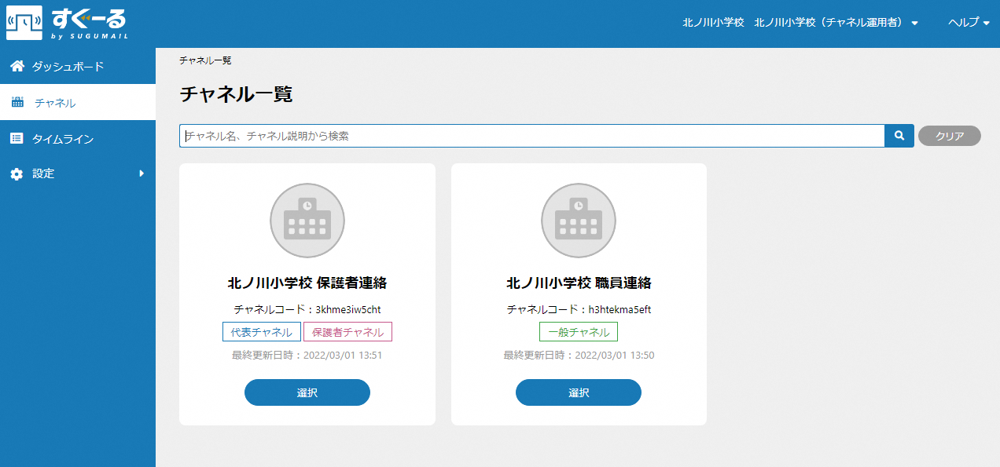 すぐーる
by SUGUMAIL
北ノ川小学校 北ノ川小学校（チャネル運用者）
ヘルプ
ダッシュボード
チャネル
タイムライン
設定
チャネル一覧
チャネル一覧
チャネル名、チャネル説明から検索
クリア
北ノ川小学校 保護者連絡
チャネルコード：3khme3iw5cht
代表チャネル 保護者チャネル
最終更新日時：2022/03/01 13:51
選択
北ノ川小学校 職員連絡
チャネルコード：h3htekma5eft
一般チャネル
最終更新日時：2022/03/01 13:50
選択